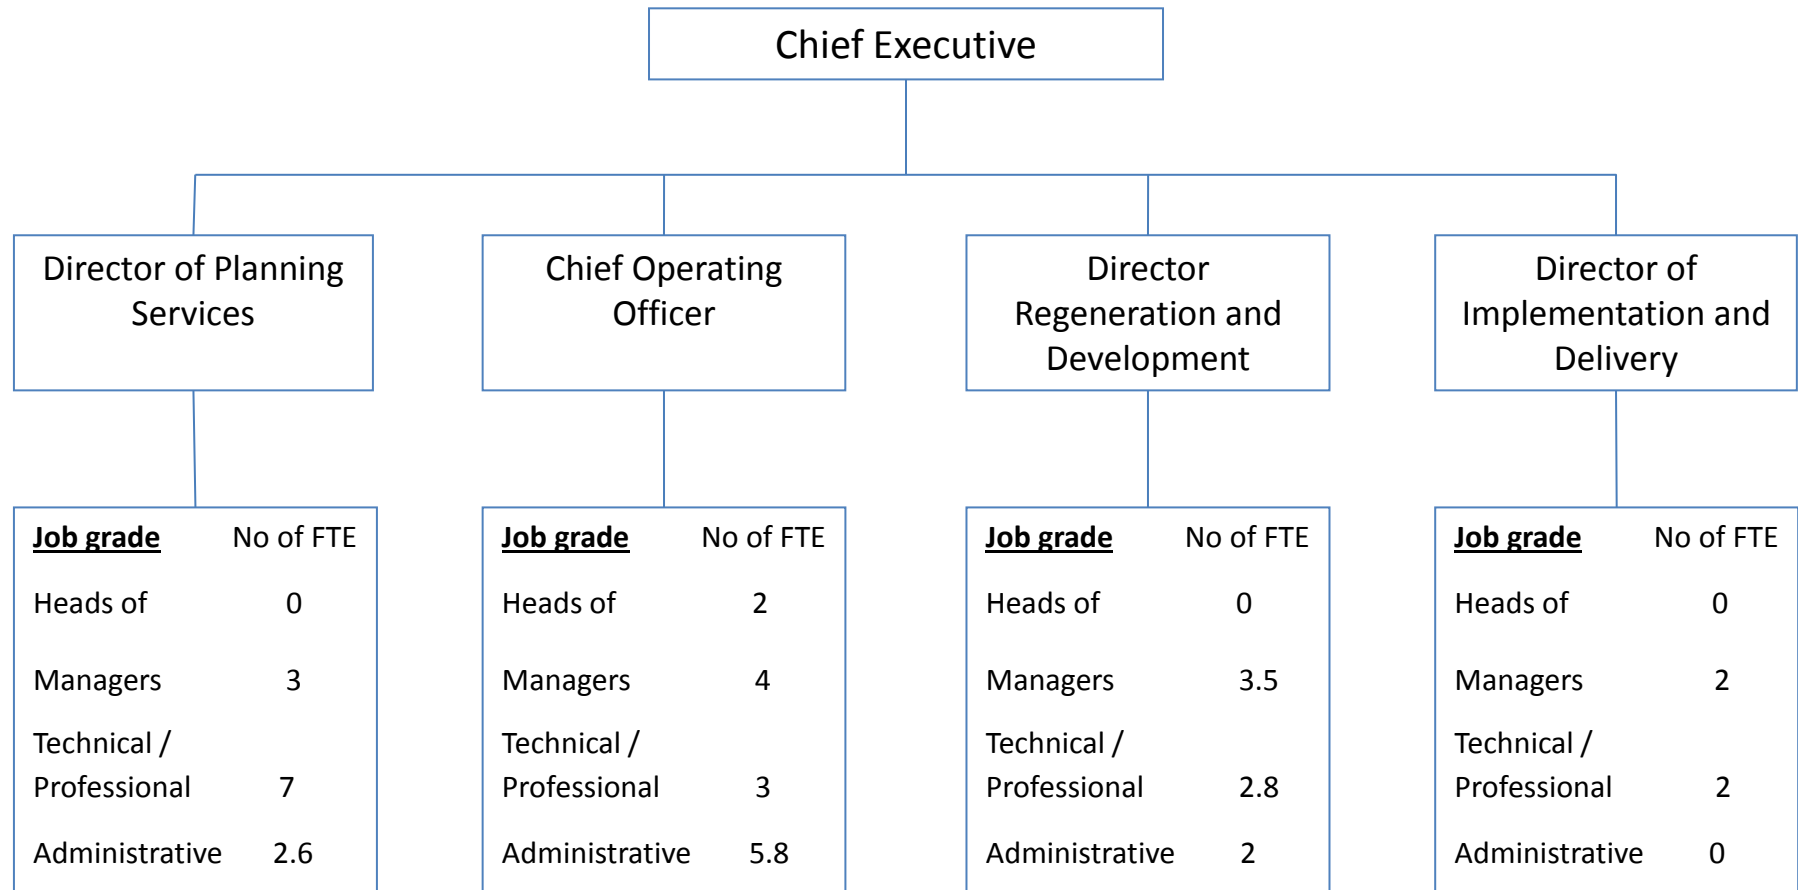 Chief Executive
Director of Planning
Services
Chief Operating
Officer
Director
Regeneration and
Development
Director of
Implementation and
Delivery
Job grade No of FTE
Heads of 0
Managers 3
Technical /
Professional 7
Administrative 2.6
Job grade No of FTE
Heads of 2
Managers 4
Technical /
Professional 3
Administrative 5.8
Job grade No of FTE
Heads of 0
Managers 3.5
Technical /
Professional 2.8
Administrative 2
Job grade No of FTE
Heads of 0
Managers 2
Technical /
Professional 2
Administrative 0